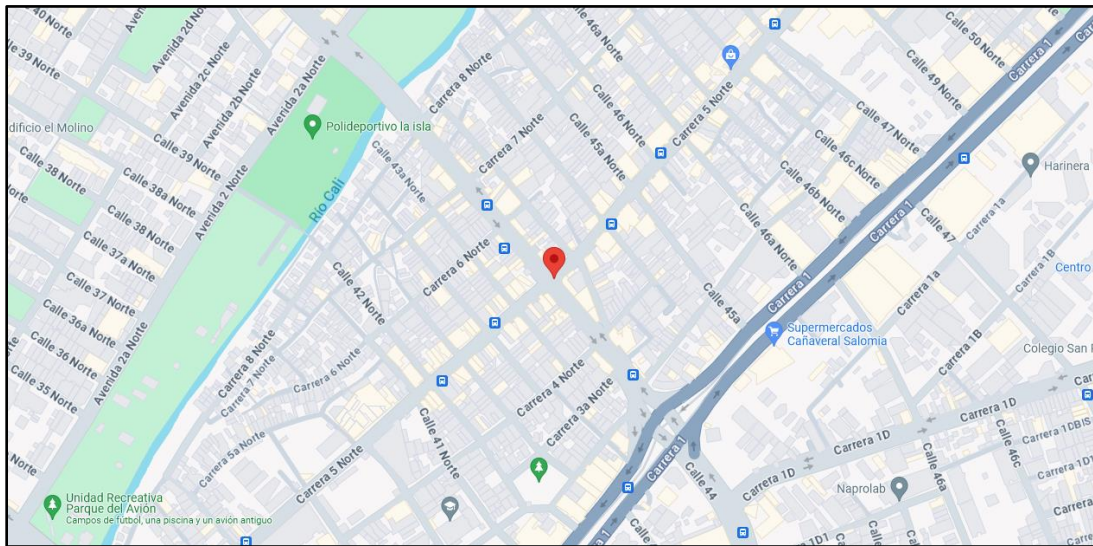 40 Norte
Avenida 2d Norte
Calle 39 Norte
Avenida 2c Norte
Avenida 2b Norte
Avenida 2a Norte
Carrera 8 Norte
Calle 46a Norte
Calle 50 Norte
Carrera 1
Carrera 1
Calle 49 Norte
Carrera 5 Norte
Calle 46 Norte
Calle 47 Norte
dificio el Molino
Polideportivo la isla
Carrera 7 Norte
Calle 45a Norte
Calle 46c Norte
Calle 39 Norte
Calle 38 Norte
Calle 38a Norte
Calle 43a Norte
Harinera
Calle 46b Norte
Avenida 2 Norte
Río Cali
Carrera 1a
Calle 38 Norte
Calle 37a Norte
Calle 46a Norte
Calle 47
Carrera 1
Carrera 6 Norte
Calle 37 Norte
Carrera 1B
Centro
Calle 42 Norte
Carrera 1
Carrera 1a
Calle 36a Norte
Calle 45a
Calle 36 Norte
Supermercados
Cañaveral Salomia
Carrera 1B
Avenida 2a Norte
Carrera 8 Norte
Carrera 7 Norte
Colegio San
Calle 35 Norte
Carrera 6 Norte
Carrera 4 Norte
Carrera 3a Norte
Carrera 1D
Carrera 1D
Carrera 1DBIS
Calle 41 Norte
Carrera 1
Calle 46c
Carrera 5a Norte
Carrera 5 Norte
Calle 44
Carrera 1D1
Naprolab
Calle 46a
Unidad Recreativa
Parque del Avión
Campos de fútbol, una piscina y un avión antiguo
Carrera 1
Carrera 1D1